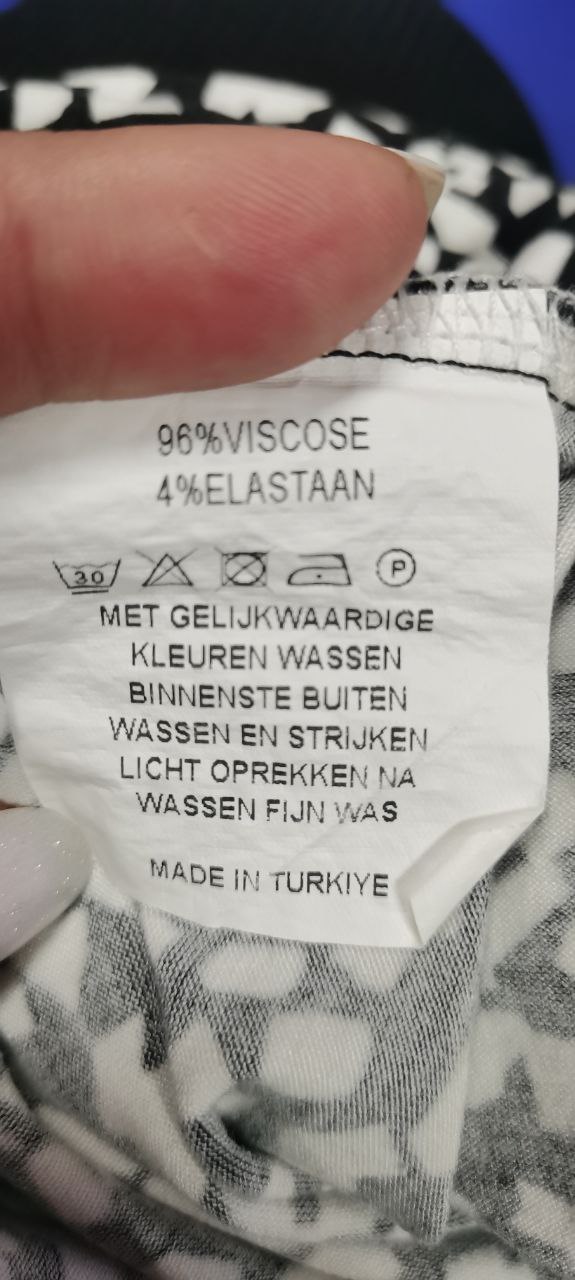 96%VISCOSE
4%ELASTAAN
30 P
MET GELIJKWAARDIGE
KLEUREN WASSEN
BINNENSTE BUITEN
WASSEN EN STRIJKEN
LICHT OPREKKEN NA
WASSEN FIJN WAS
MADE IN TURKIYE